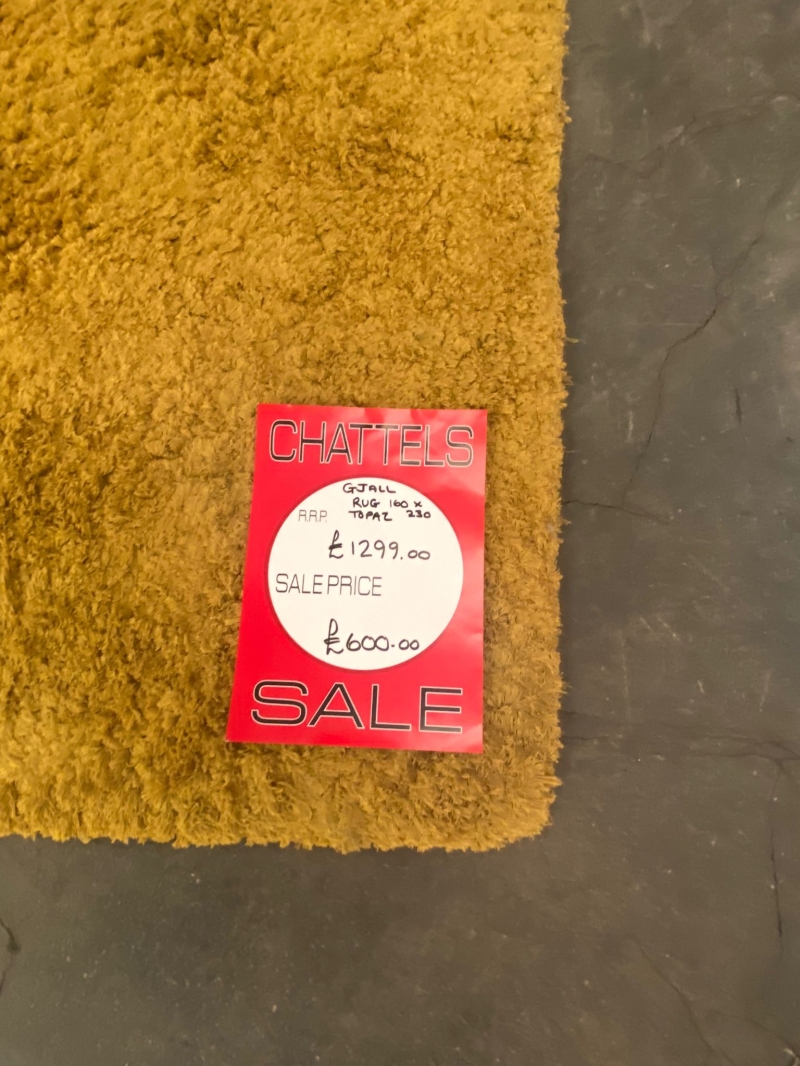 CHATTELS
GJALL
RUG 160 x
R.R.P. TOPAZ 230
£1299.00
SALE PRICE
£600.00
SALE